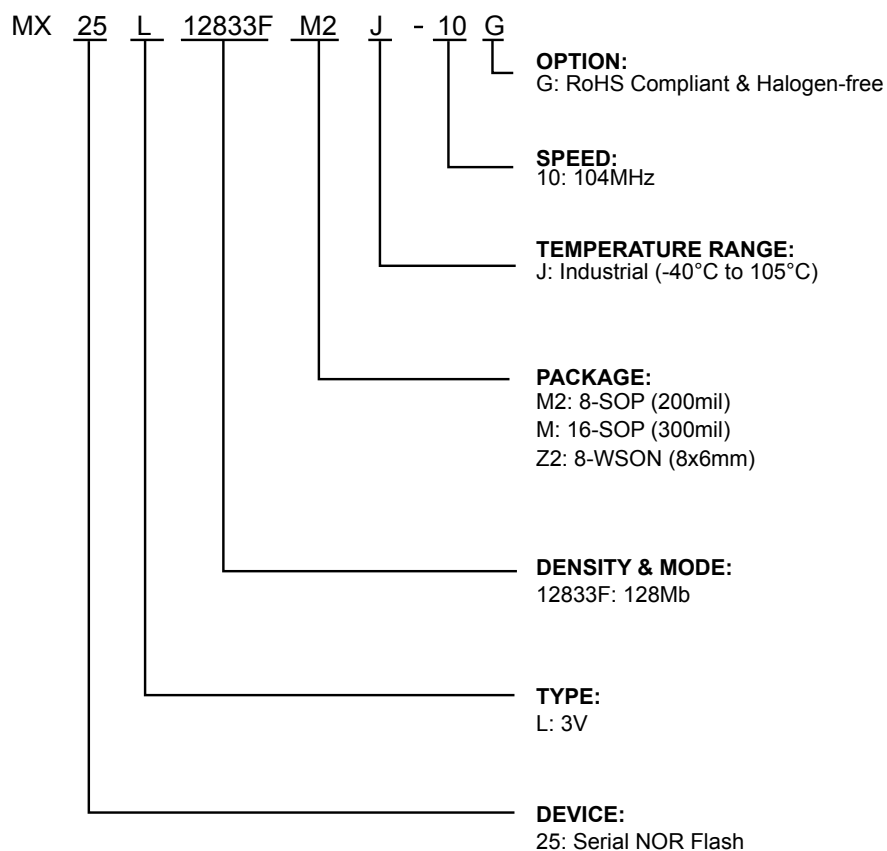 MX 25 L 12833F M2 J - 10 G
OPTION:
G: RoHS Compliant & Halogen-free
SPEED:
10: 104MHz
TEMPERATURE RANGE:
J: Industrial (-40°C to 105°C)
PACKAGE:
M2: 8-SOP (200mil)
M: 16-SOP (300mil)
Z2: 8-WSON (8x6mm)
DENSITY & MODE:
12833F: 128Mb
TYPE:
L: 3V
DEVICE:
25: Serial NOR Flash